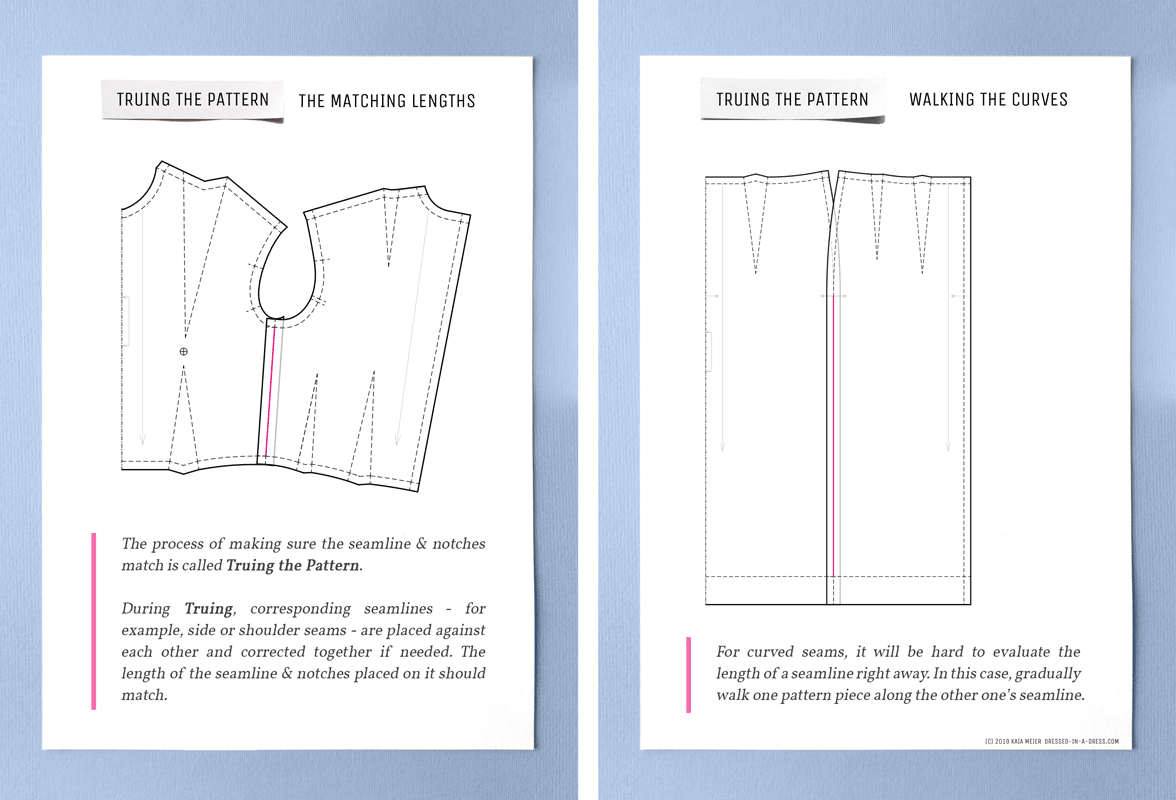 TRUING THE PATTERN THE MATCHING LENGTHS
The process of making sure the seamline & notches
match is called Truing the Pattern.
During Truing, corresponding seamlines - for
example, side or shoulder seams - are placed against
each other and corrected together if needed. The
length of the seamline & notches placed on it should
match.
TRUING THE PATTERN WALKING THE CURVES
For curved seams, it will be hard to evaluate the
length of a seamline right away. In this case, gradually
walk one pattern piece along the other one's seamline.
(C) 2019 KAIA MEIER DRESSED-IN-A-DRESS.COM